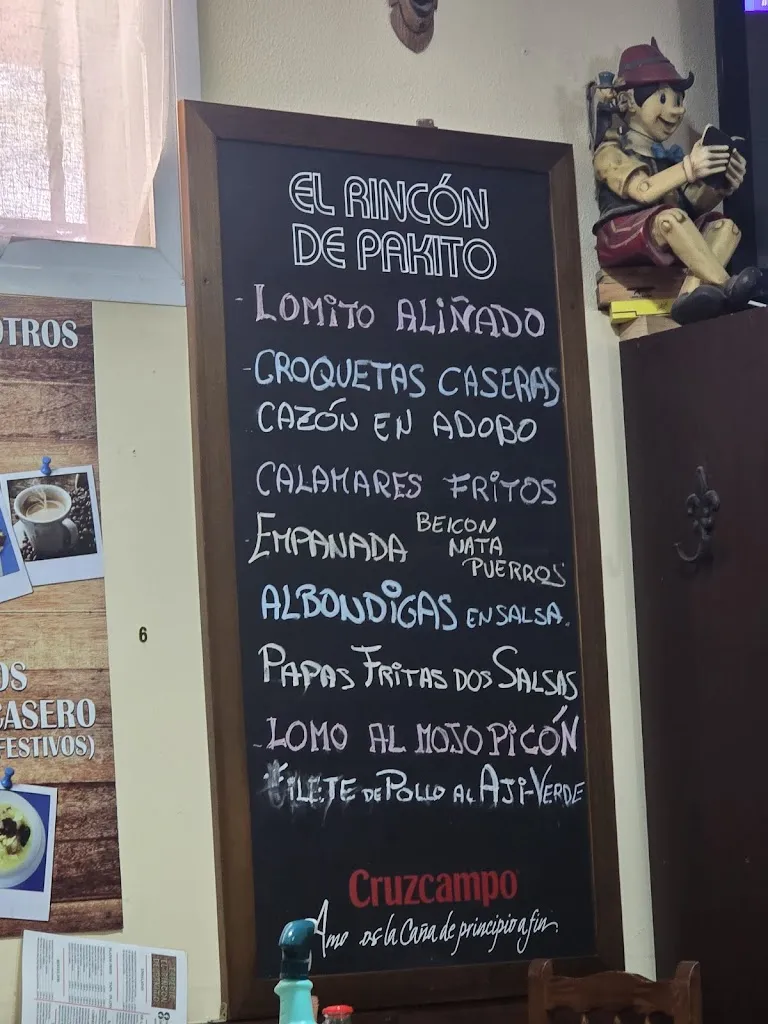 EL RINCÓN
DE PAKITO
- LOMITO ALIÑADO
- CROQUETAS CASERAS
CAZÓN EN ADOBO
CALAMARES FRITOS
- EMPANADA BEICON
NATA
PUERROS
ALBONDIGAS EN SALSA.
PAPAS FRITAS DOS SALSAS
- LOMO AL MOJO PICÓN
FILETE DE POLLO AL AJI-VERDE
Cruzcampo
Amo os la Caña de principio a fin.
OTROS
6
OS
CASERO
FESTIVOS)